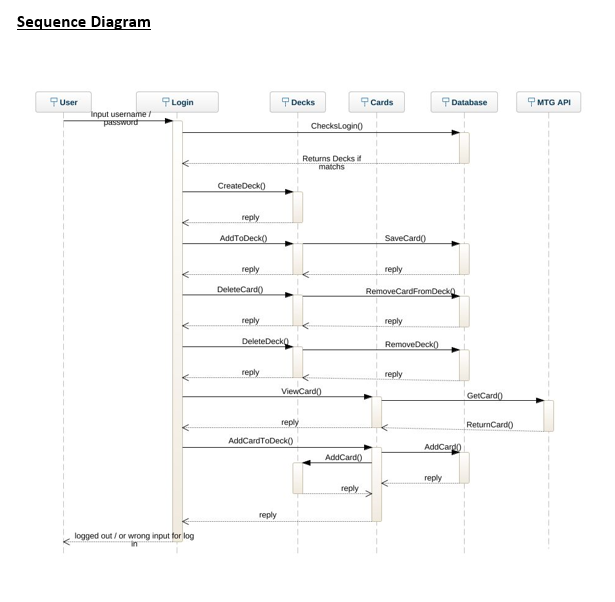 Sequence Diagram
User
Login
Decks
Cards
Database
MTG API
Input username /
password
ChecksLogin()
Returns Decks if
matchs
CreateDeck()
reply
AddToDeck()
SaveCard()
reply
reply
DeleteCard()
RemoveCardFromDeck()
reply
reply
DeleteDeck()
RemoveDeck()
reply
reply
ViewCard()
GetCard()
reply
ReturnCard()
AddCardToDeck()
AddCard()
AddCard()
reply
reply
reply
logged out / or wrong input for log
in